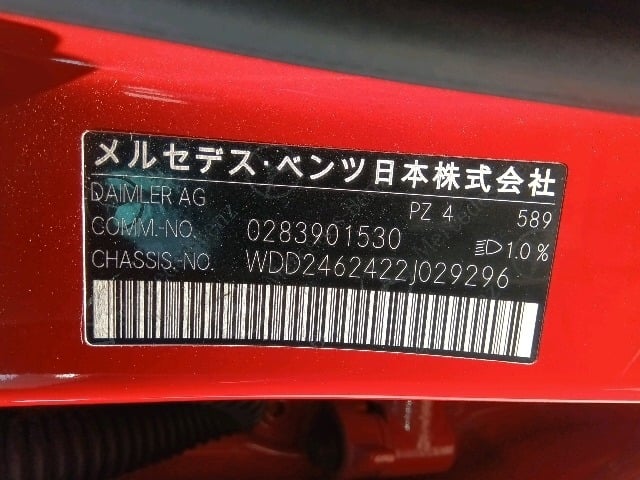 メルセデス・ベンツ日本株式会社
DAIMLER AG PZ 4 589
COMM.-NO. 0283901530 1.0%
CHASSIS.-NO. WDD2462422J029296